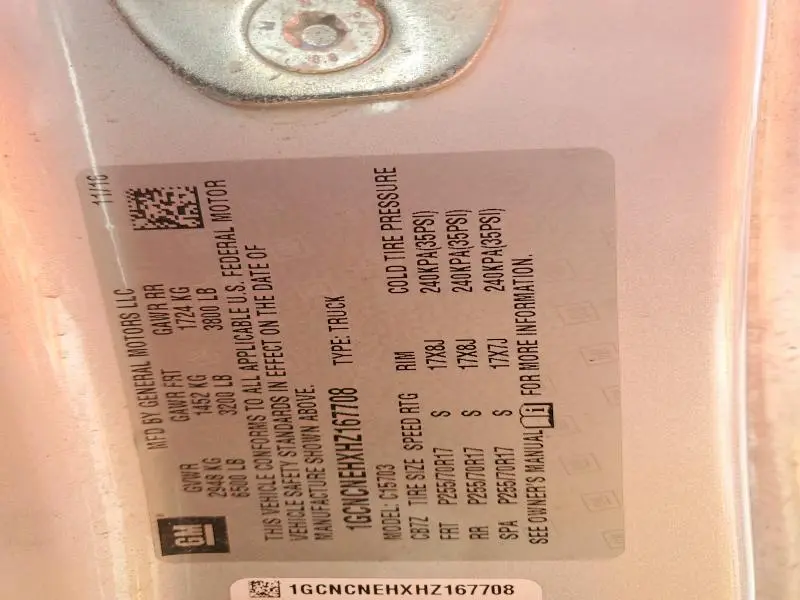 GM
MFD BY GENERAL MOTORS LLC 11/16
GVWR GAWR FRT GAWR RR
2948 KG 1452 KG 1724 KG
6500 LB 3200 LB 3800 LB
THIS VEHICLE CONFORMS TO ALL APPLICABLE U.S. FEDERAL MOTOR
VEHICLE SAFETY STANDARDS IN EFFECT ON THE DATE OF
MANUFACTURE SHOWN ABOVE.
1GCNCNEHXHZ167708 TYPE: TRUCK
MODEL: C15703
CB7Z TIRE SIZE SPEED RTG RIM COLD TIRE PRESSURE
FRT P255/70R17 S 17X8J 240KPA(35PSI)
RR P255/70R17 S 17X8J 240KPA(35PSI)
SPA P255/70R17 S 17X7J 240KPA(35PSI)
SEE OWNER'S MANUAL FOR MORE INFORMATION.
1GCNCNEHXHZ167708